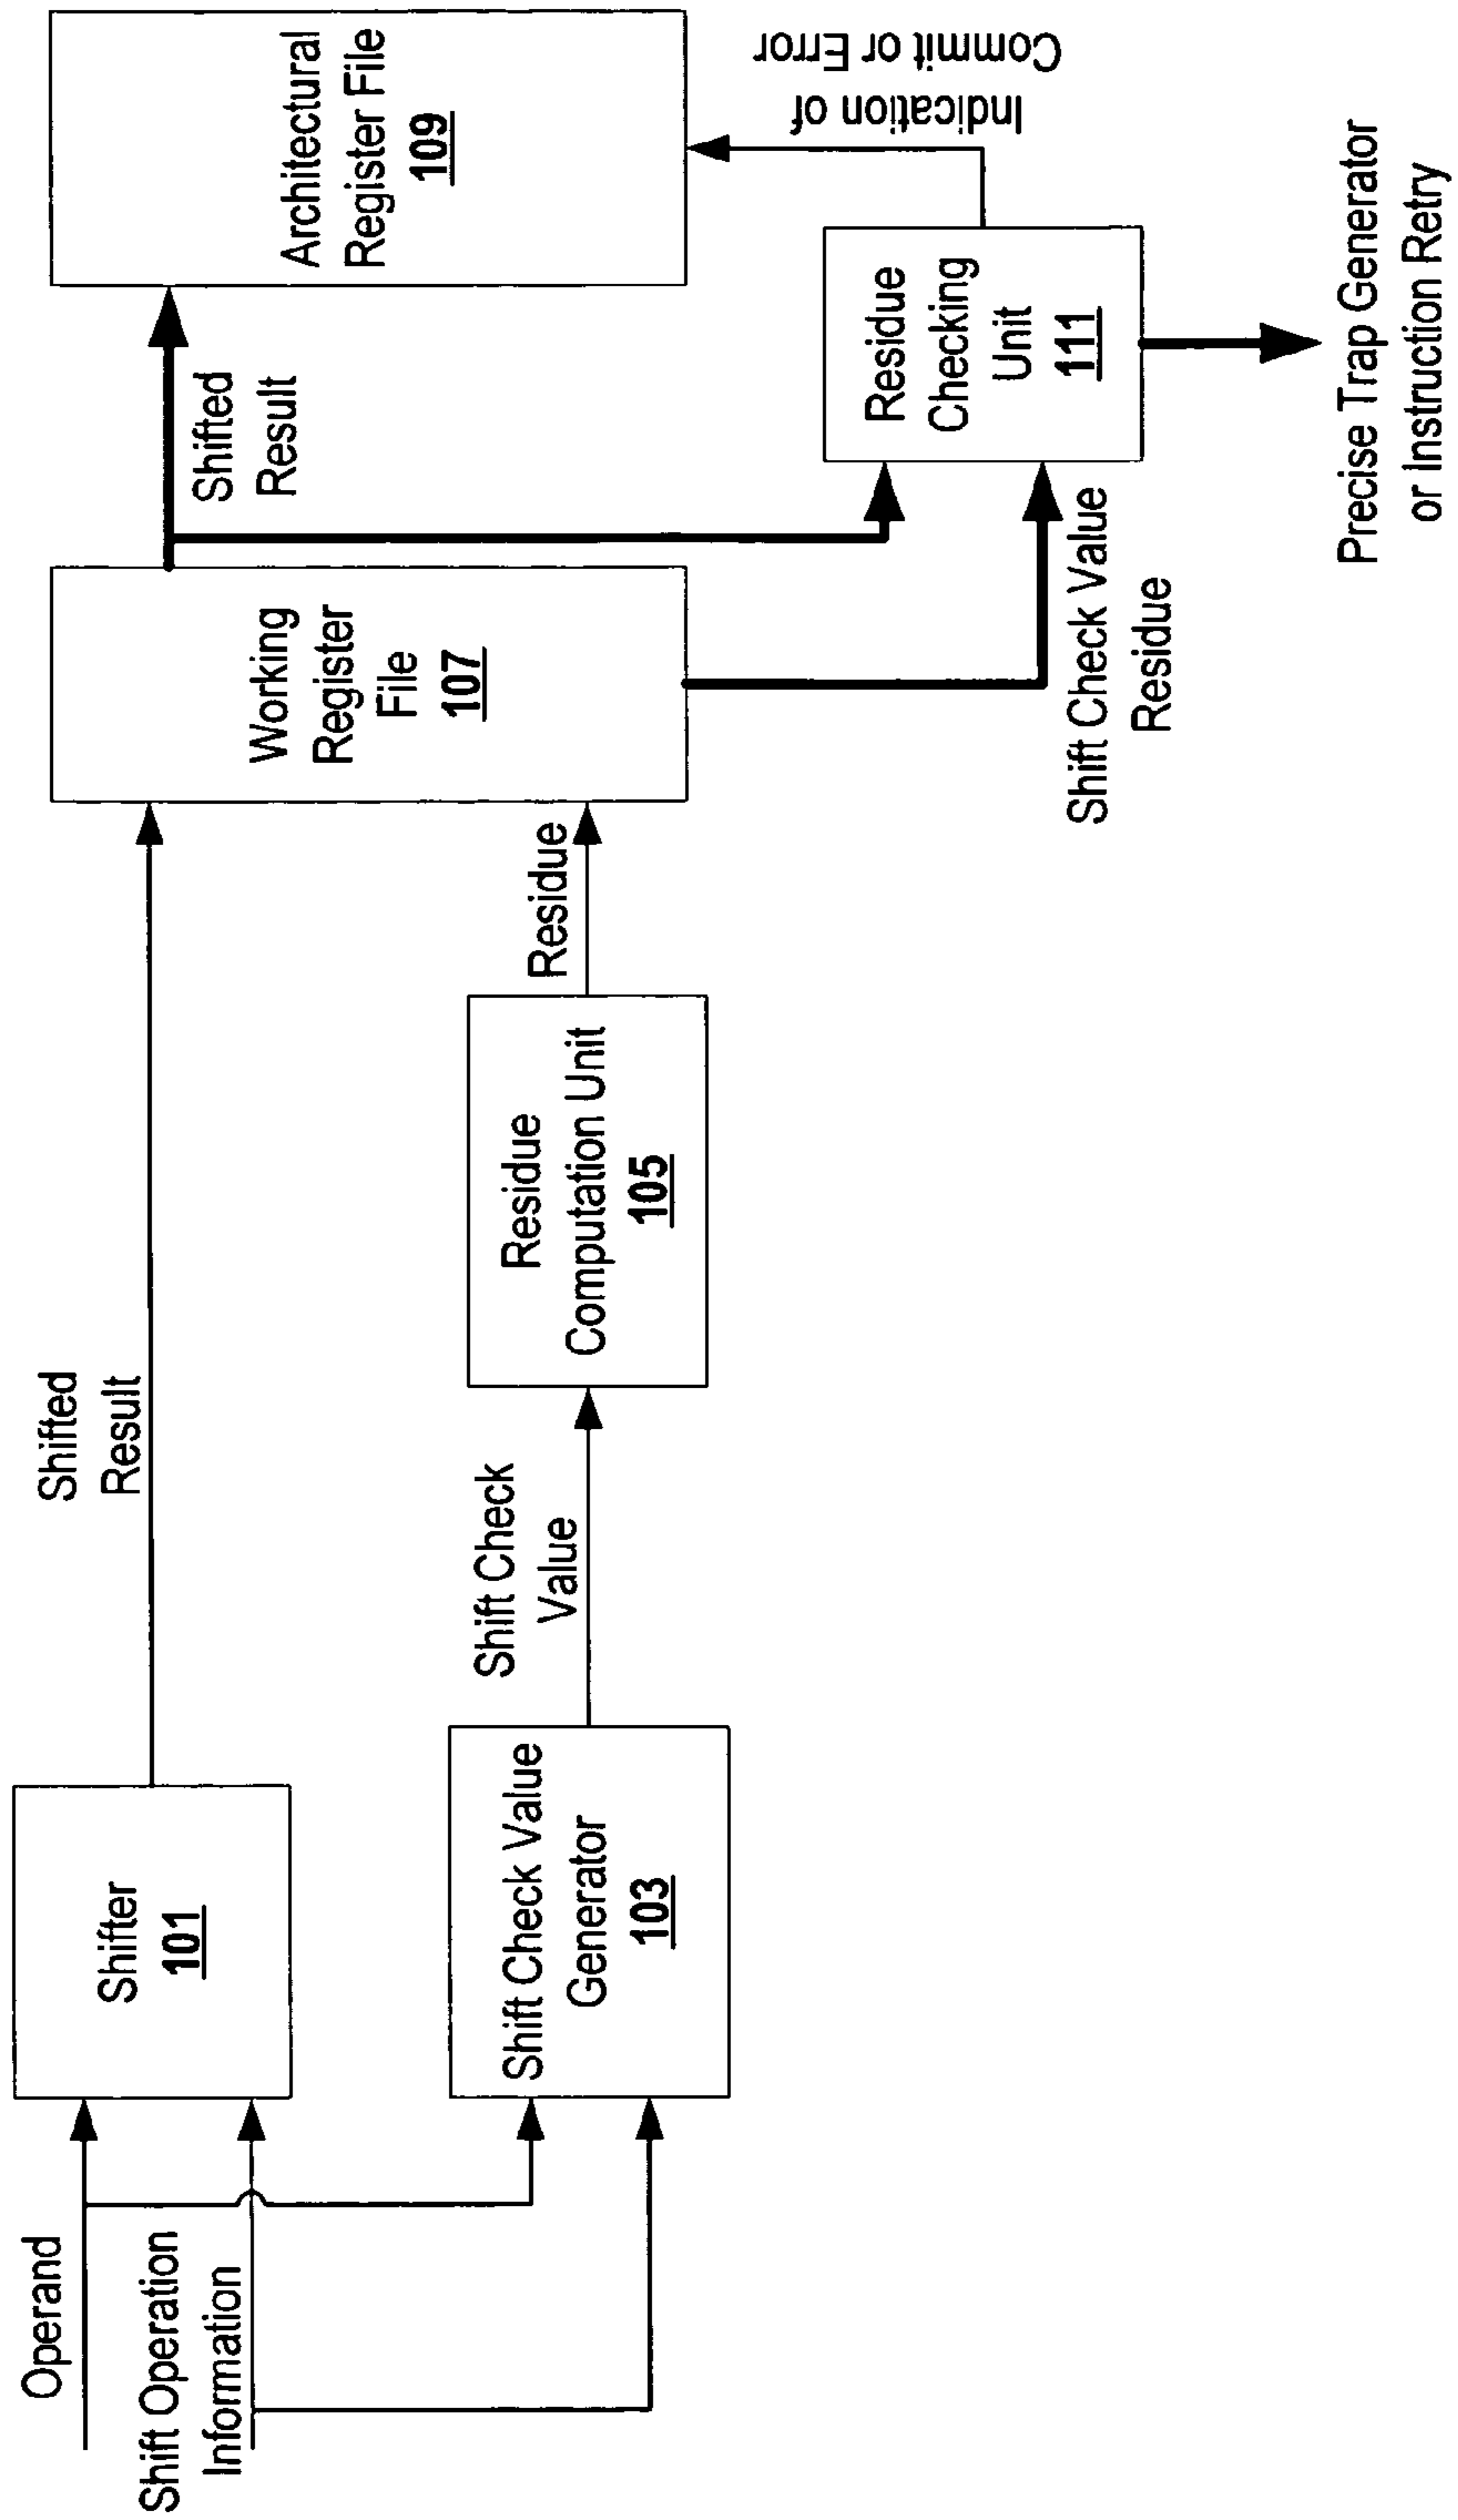 Operand
Shift Operation
Information
Shifter
101
Shift Check Value
Generator
103
Shifted
Result
Shift Check
Value
Residue
Computation Unit
105
Residue
Working
Register
File
107
Shifted
Result
Shift Check Value
Residue
Architectural
Register File
109
Residue
Checking
Unit
111
Indication of
Commit or Error
Precise Trap Generator
or Instruction Retry